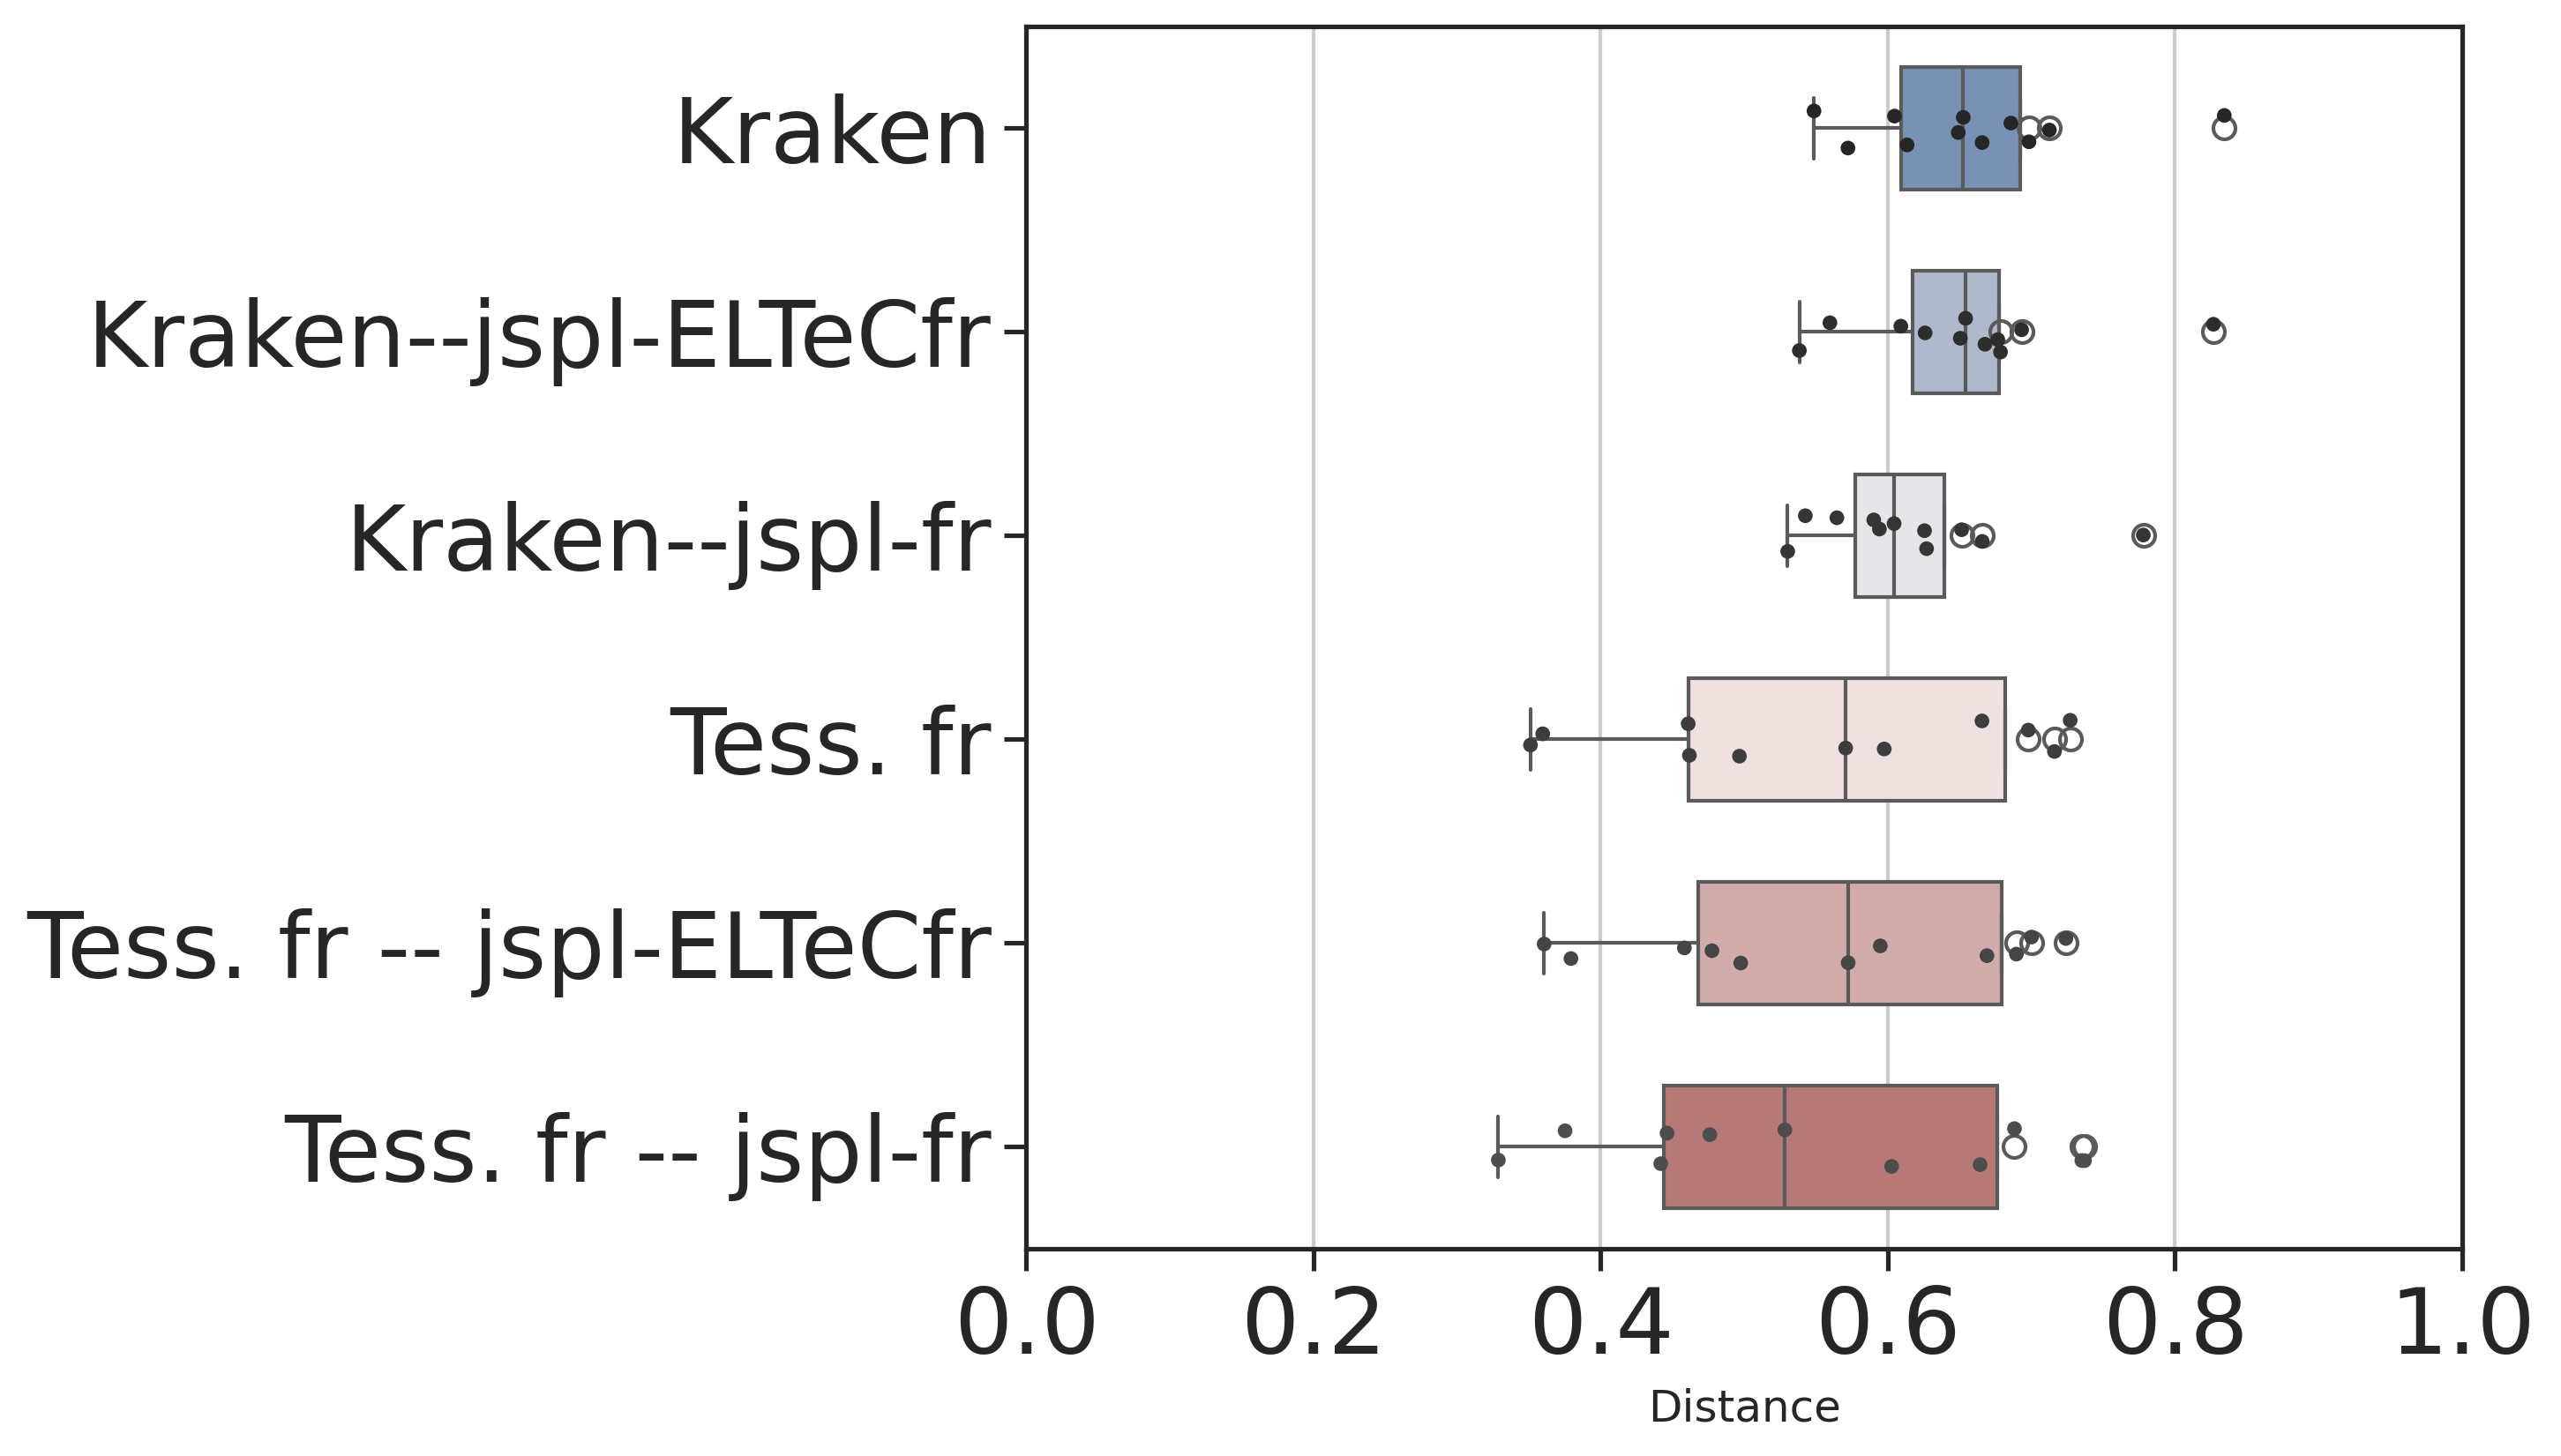 Kraken
Kraken--jspl-ELTeCfr
Kraken--jspl-fr
Tess. fr
Tess. fr -- jspl-ELTeCfr
Tess. fr -- jspl-fr
0.0 0.2 0.4 0.6 0.8 1.0
Distance